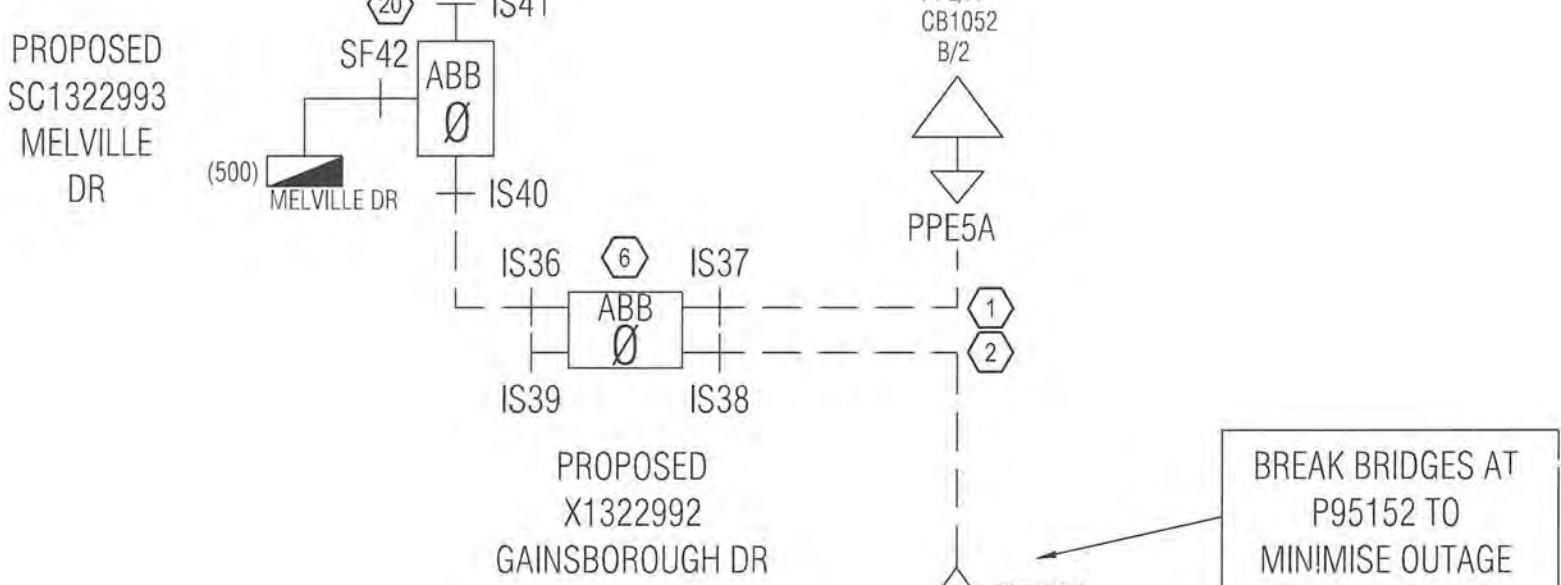 20
IS41
PROPOSED
SC1322993
MELVILLE
DR
SF42
ABB
Ø
(500)
MELVILLE DR
IS40
CB1052
B/2
PPE5A
IS36
6
IS37
ABB
Ø
1
2
IS39
IS38
PROPOSED
X1322992
GAINSBOROUGH DR
BREAK BRIDGES AT
P95152 TO
MINIMISE OUTAGE